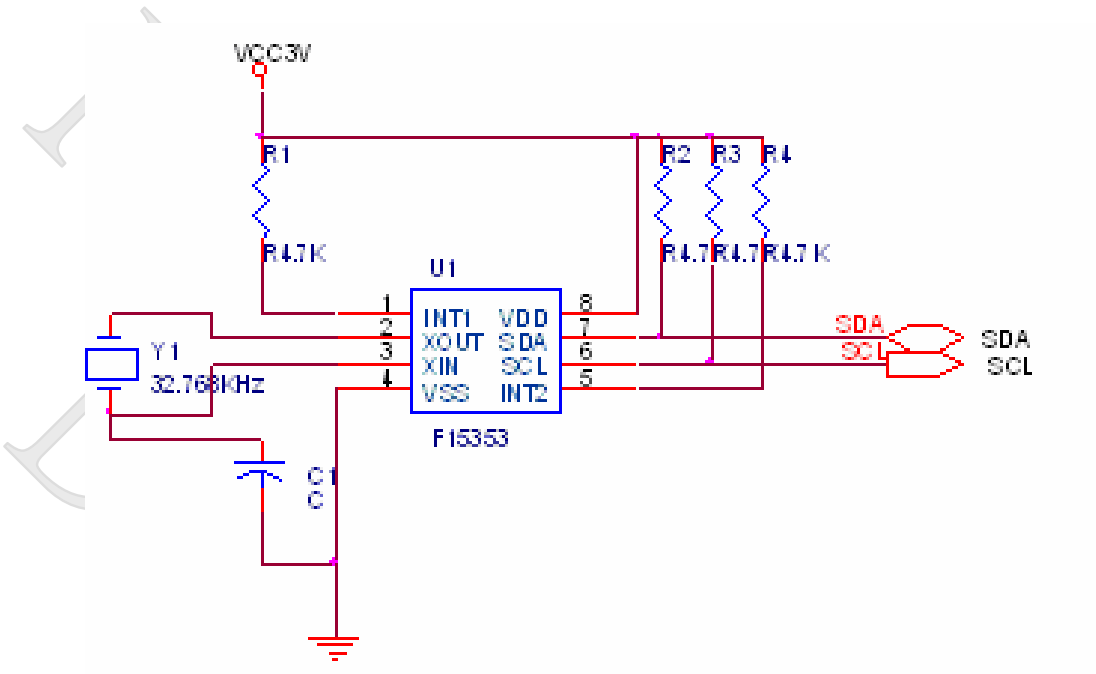 VCC3V
R1
R2 R3 R4
R4.7K
R4.7 R4.7 R4.7K
U1
1 INT1 VDD 8
2 XOUT SDA 7
3 XIN SCL 6
4 VSS INT2 5
SDA SDA
SCL SCL
Y1
32.768KHz
F15353
C1
C